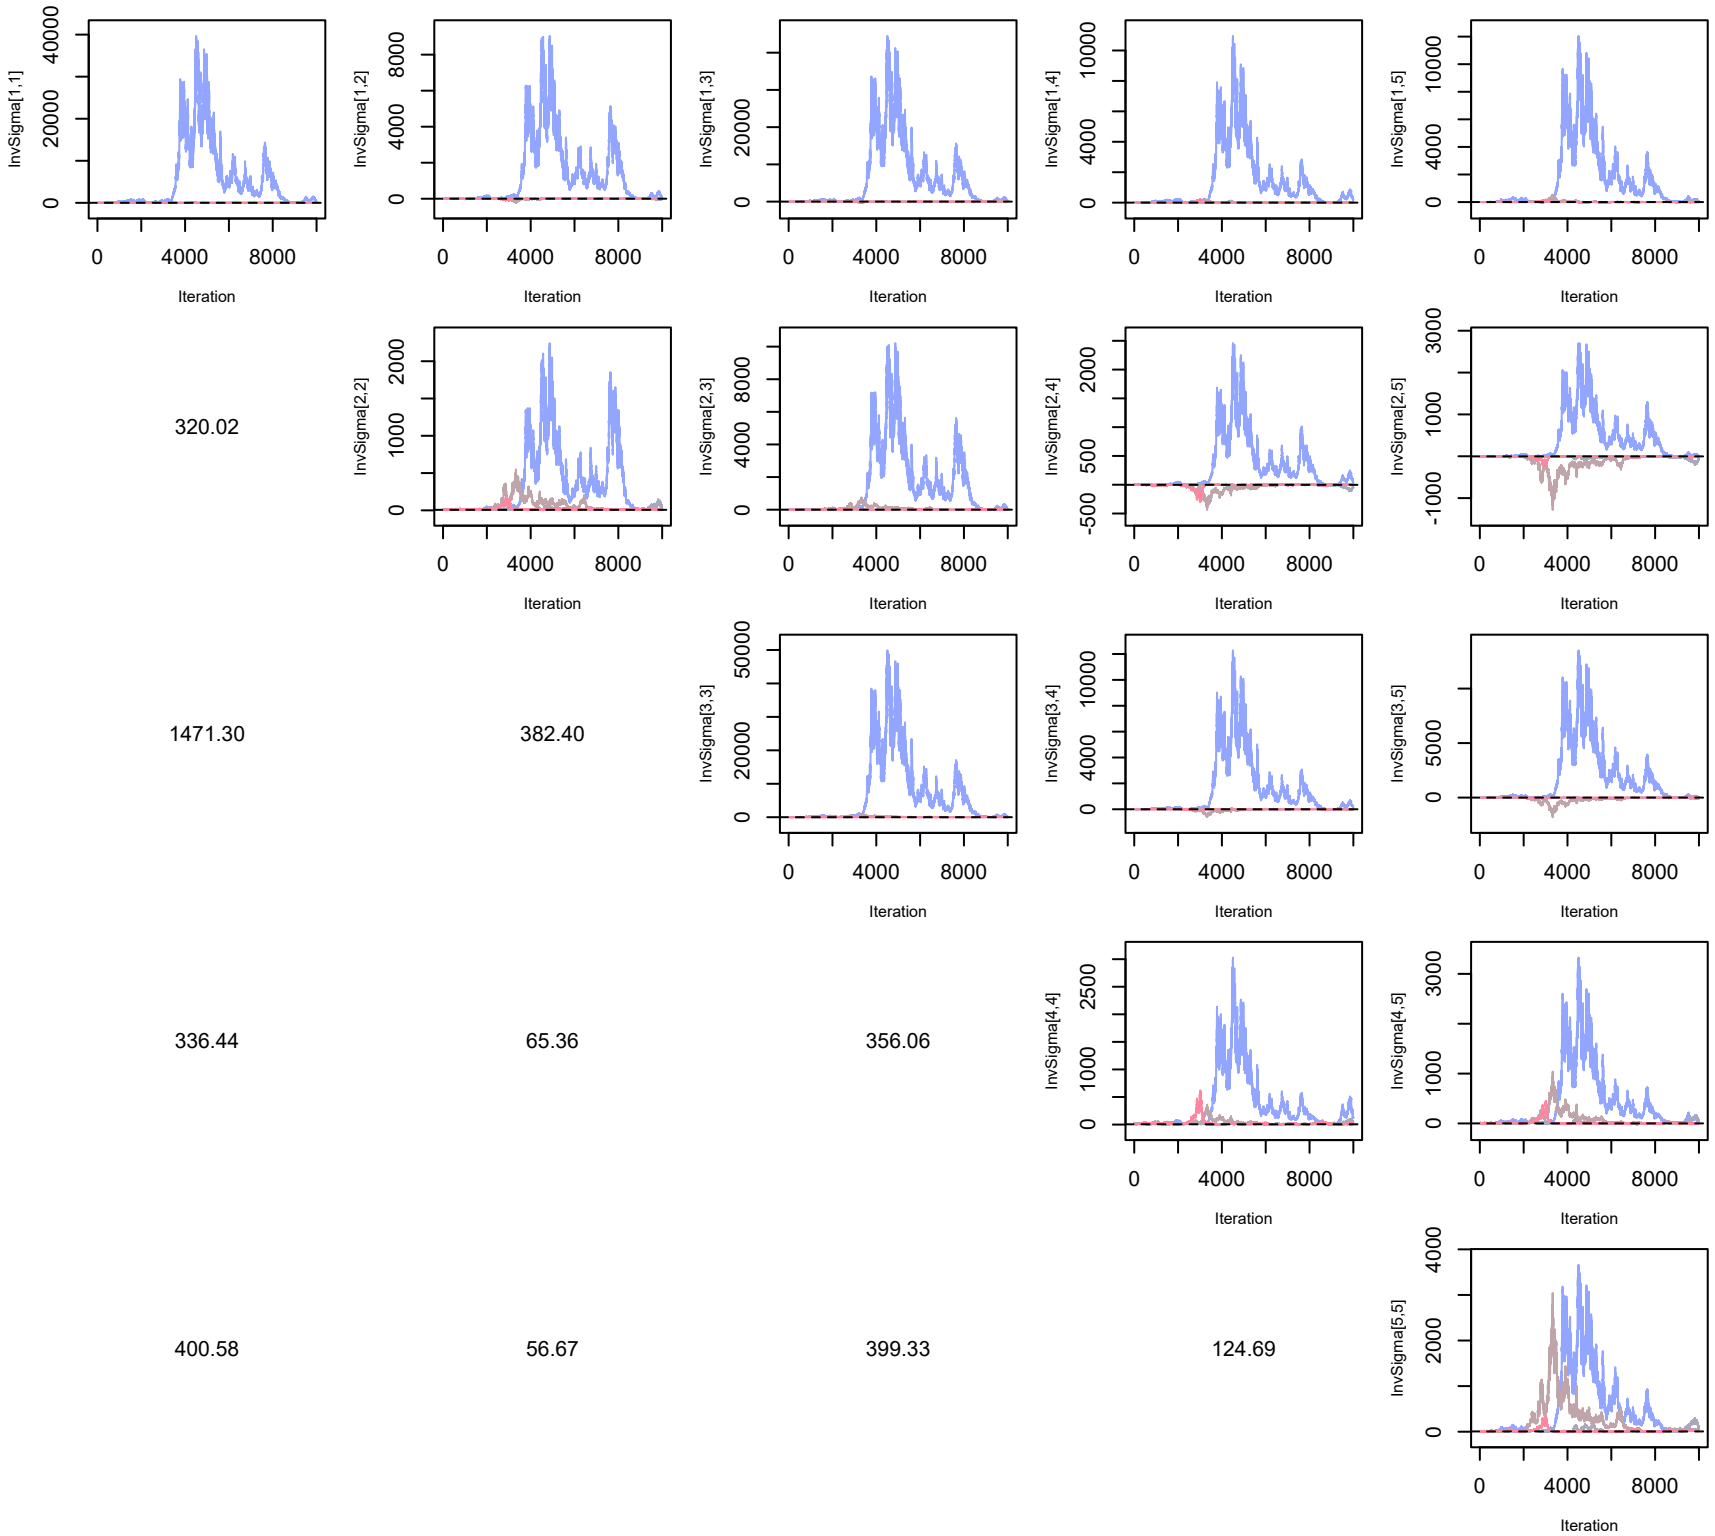 InvSigma[1,1]
0 20000 40000
0 4000 8000
Iteration
InvSigma[1,2]
0 4000 8000
0 4000 8000
Iteration
InvSigma[1,3]
0 20000
0 4000 8000
Iteration
InvSigma[1,4]
0 4000 10000
0 4000 8000
Iteration
InvSigma[1,5]
0 4000 10000
0 4000 8000
Iteration
320.02
InvSigma[2,2]
0 1000 2000
0 4000 8000
Iteration
InvSigma[2,3]
0 4000 8000
0 4000 8000
Iteration
InvSigma[2,4]
-500 500 2000
0 4000 8000
Iteration
InvSigma[2,5]
-1000 1000 3000
0 4000 8000
Iteration
1471.30
382.40
InvSigma[3,3]
0 20000 50000
0 4000 8000
Iteration
InvSigma[3,4]
0 4000 10000
0 4000 8000
Iteration
InvSigma[3,5]
0 5000
0 4000 8000
Iteration
336.44
65.36
356.06
InvSigma[4,4]
0 1000 2500
0 4000 8000
Iteration
InvSigma[4,5]
0 1000 3000
0 4000 8000
Iteration
400.58
56.67
399.33
124.69
InvSigma[5,5]
0 2000 4000
0 4000 8000
Iteration